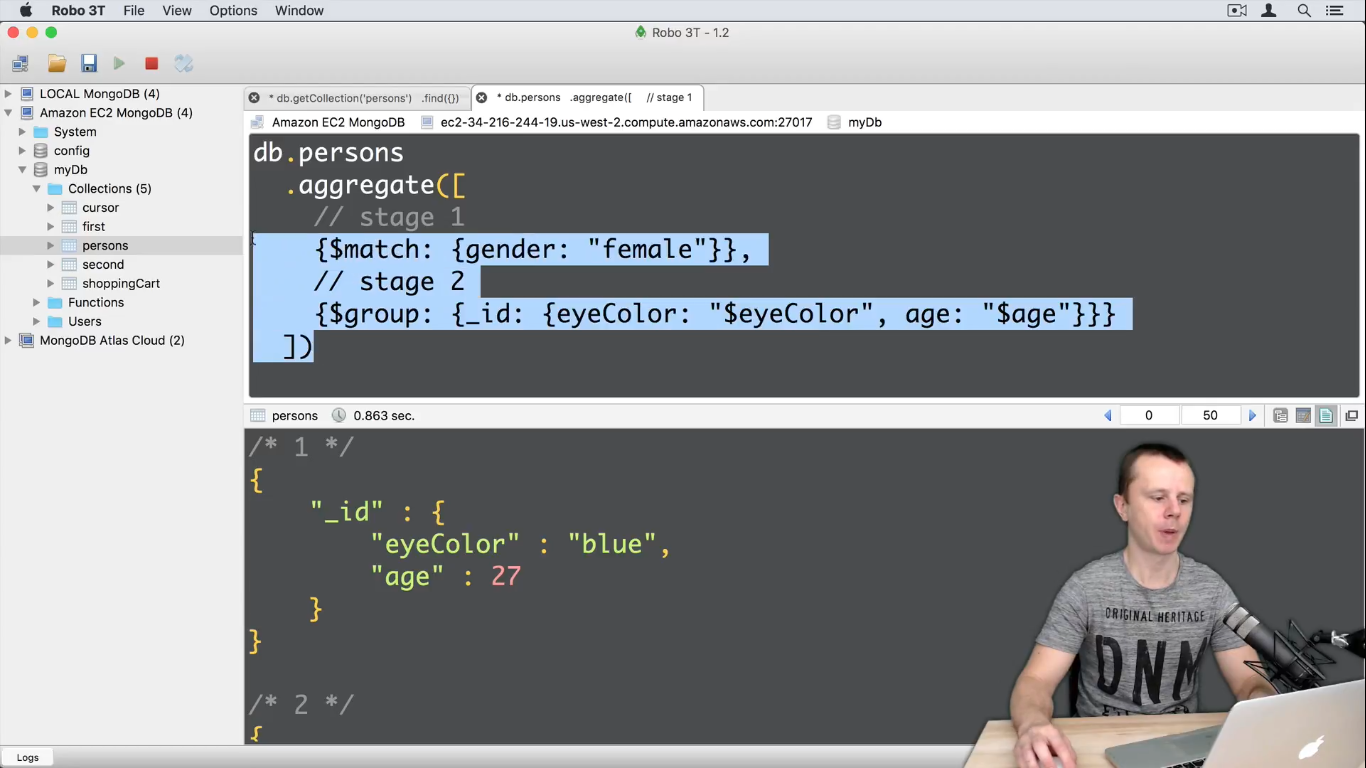 Robo 3T File View Options Window
Robo 3T - 1.2
LOCAL MongoDB (4)
Amazon EC2 MongoDB (4)
System
config
myDb
Collections (5)
cursor
first
persons
second
shoppingCart
Functions
Users
MongoDB Atlas Cloud (2)
* db.getCollection('persons') .find({}) * db.persons .aggregate([ // stage 1
Amazon EC2 MongoDB ec2-34-216-244-19.us-west-2.compute.amazonaws.com:27017 myDb
db.persons
.aggregate([
// stage 1
{$match: {gender: "female"}},
// stage 2
{$group: {_id: {eyeColor: "$eyeColor", age: "$age"}}}
])
persons 0.863 sec. 0 50
/* 1 */
{
"_id" : {
"eyeColor" : "blue",
"age" : 27
}
}
/* 2 */
{
ORIGINAL HERITAGE
DNM
Logs